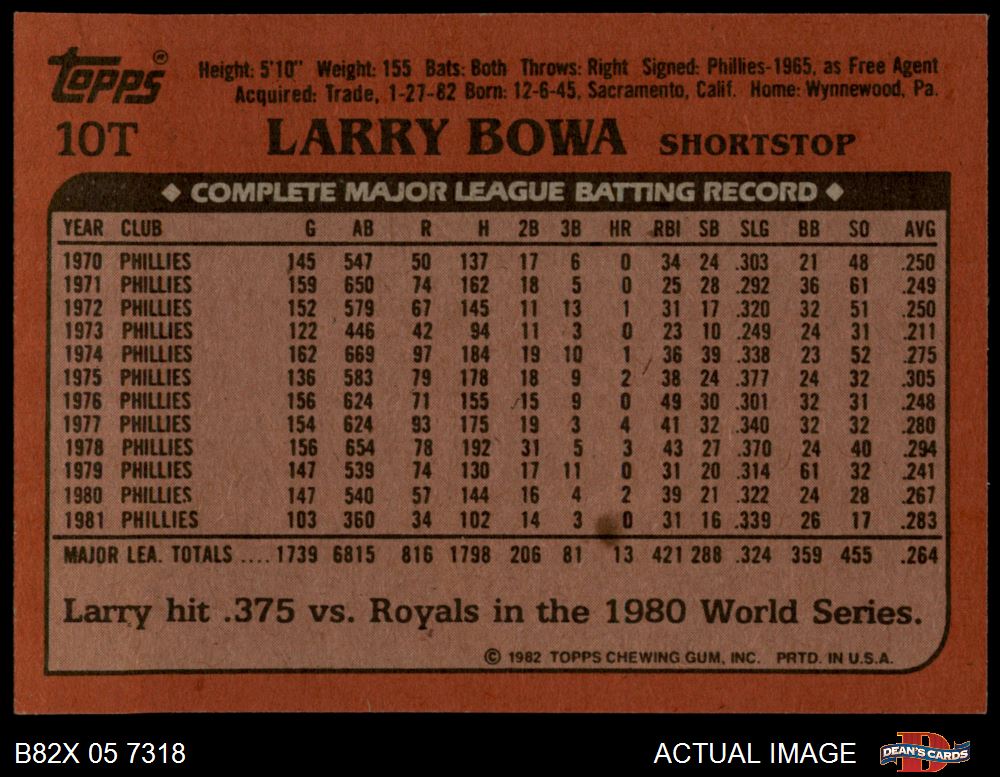 Topps®
Height: 5'10" Weight: 155 Bats: Both Throws: Right Signed: Phillies-1965, as Free Agent
Acquired: Trade, 1-27-82 Born: 12-6-45, Sacramento, Calif. Home: Wynnewood, Pa.
10T LARRY BOWA SHORTSTOP
◆ COMPLETE MAJOR LEAGUE BATTING RECORD ◆
YEAR CLUB G AB R H 2B 3B HR RBI SB SLG BB SO AVG
1970 PHILLIES 145 547 50 137 17 6 0 34 24 .303 21 48 .250
1971 PHILLIES 159 650 74 162 18 5 0 25 28 .292 36 61 .249
1972 PHILLIES 152 579 67 145 11 13 1 31 17 .320 32 51 .250
1973 PHILLIES 122 446 42 94 11 3 0 23 10 .249 24 31 .211
1974 PHILLIES 162 669 97 184 19 10 1 36 39 .338 23 52 .275
1975 PHILLIES 136 583 79 178 18 9 2 38 24 .377 24 32 .305
1976 PHILLIES 156 624 71 155 15 9 0 49 30 .301 32 31 .248
1977 PHILLIES 154 624 93 175 19 3 4 41 32 .340 32 32 .280
1978 PHILLIES 156 654 78 192 31 5 3 43 27 .370 24 40 .294
1979 PHILLIES 147 539 74 130 17 11 0 31 20 .314 61 32 .241
1980 PHILLIES 147 540 57 144 16 4 2 39 21 .322 24 28 .267
1981 PHILLIES 103 360 34 102 14 3 0 31 16 .339 26 17 .283
MAJOR LEA. TOTALS .... 1739 6815 816 1798 206 81 13 421 288 .324 359 455 .264
Larry hit .375 vs. Royals in the 1980 World Series.
© 1982 TOPPS CHEWING GUM, INC. PRTD. IN U.S.A.
B82X 05 7318 ACTUAL IMAGE DEAN'S CARDS